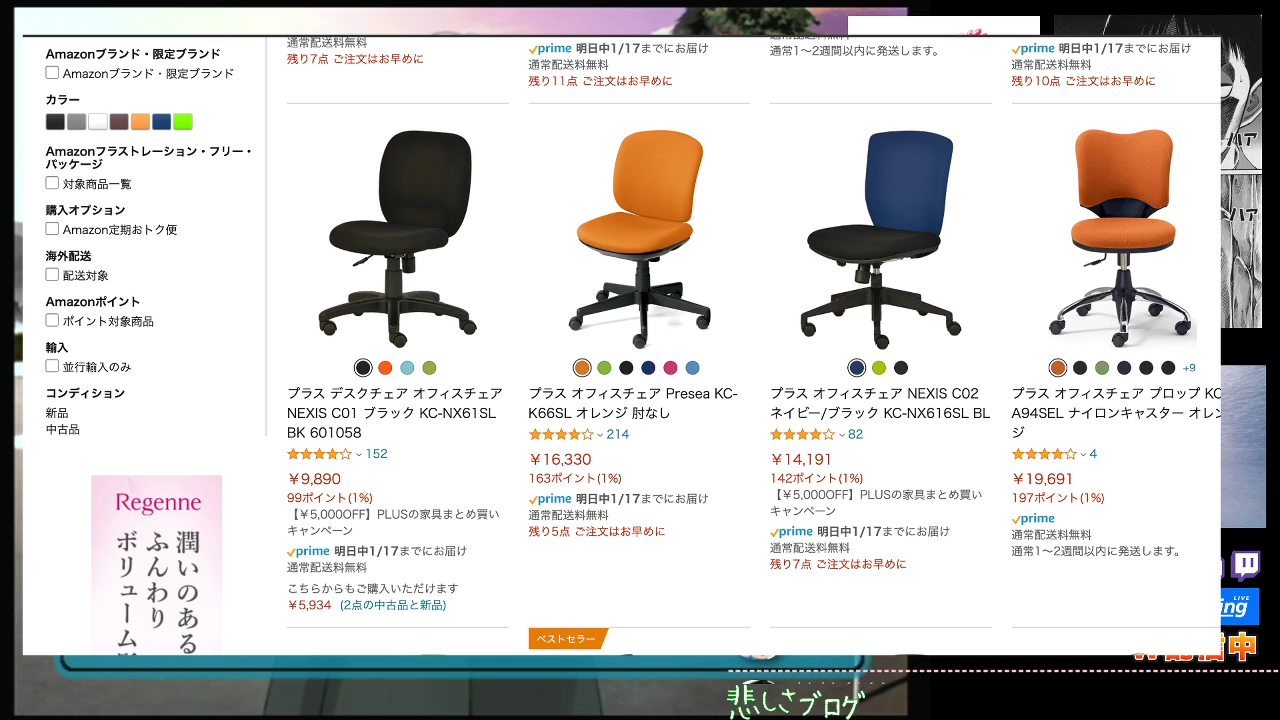 Amazonブランド・限定ブランド
Amazonブランド・限定ブランド
カラー
Amazonフラストレーション・フリー・
パッケージ
対象商品一覧
購入オプション
Amazon定期おトク便
海外配送
配送対象
Amazonポイント
ポイント対象商品
輸入
並行輸入のみ
コンディション
新品
中古品
Regenne
潤いのある
ふんわり
ボリューム
通常配送料無料
残り7点 ご注文はお早めに
prime 明日中1/17までにお届け
通常配送料無料
残り11点 ご注文はお早めに
通常1～2週間以内に発送します。
prime 明日中1/17までにお届け
通常配送料無料
残り10点 ご注文はお早めに
プラス デスクチェア オフィスチェア
NEXIS C01 ブラック KC-NX61SL
BK 601058
152
￥9,890
99ポイント(1%)
【￥5,000OFF】PLUSの家具まとめ買い
キャンペーン
prime 明日中1/17までにお届け
通常配送料無料
こちらからもご購入いただけます
￥5,934 (2点の中古品と新品)
プラス オフィスチェア Presea KC-
K66SL オレンジ 肘なし
214
￥16,330
163ポイント(1%)
prime 明日中1/17までにお届け
通常配送料無料
残り5点 ご注文はお早めに
ベストセラー
プラス オフィスチェア NEXIS C02
ネイビー/ブラック KC-NX616SL BL
82
￥14,191
142ポイント(1%)
【￥5,000OFF】PLUSの家具まとめ買い
キャンペーン
prime 明日中1/17までにお届け
通常配送料無料
残り7点 ご注文はお早めに
+9
プラス オフィスチェア プロップ KC
A94SEL ナイロンキャスター オレン
ジ
4
￥19,691
197ポイント(1%)
prime
通常配送料無料
通常1～2週間以内に発送します。
ハア
ハア
LIVE
ing
配信中
悲しさブログ